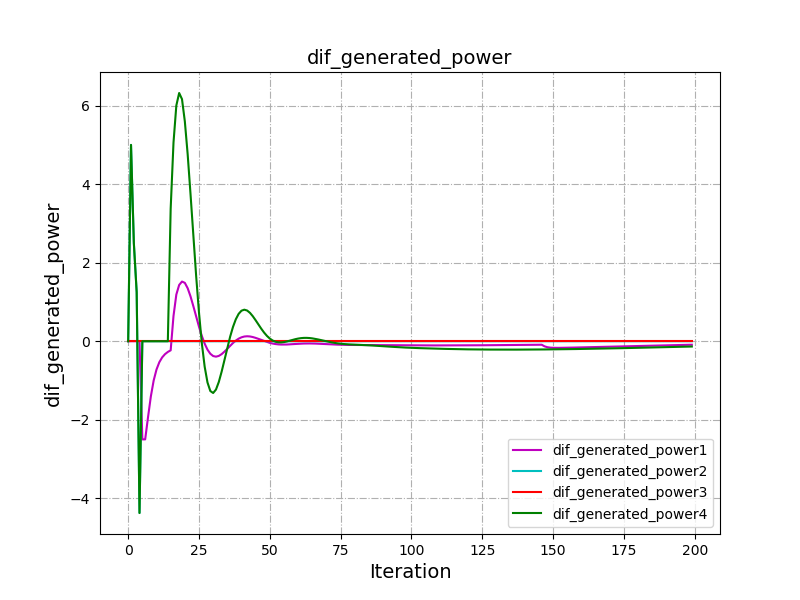 dif_generated_power
dif_generated_power
6
4
2
0
−2
−4
0
25
50
75
100
125
150
175
200
Iteration
dif_generated_power1
dif_generated_power2
dif_generated_power3
dif_generated_power4